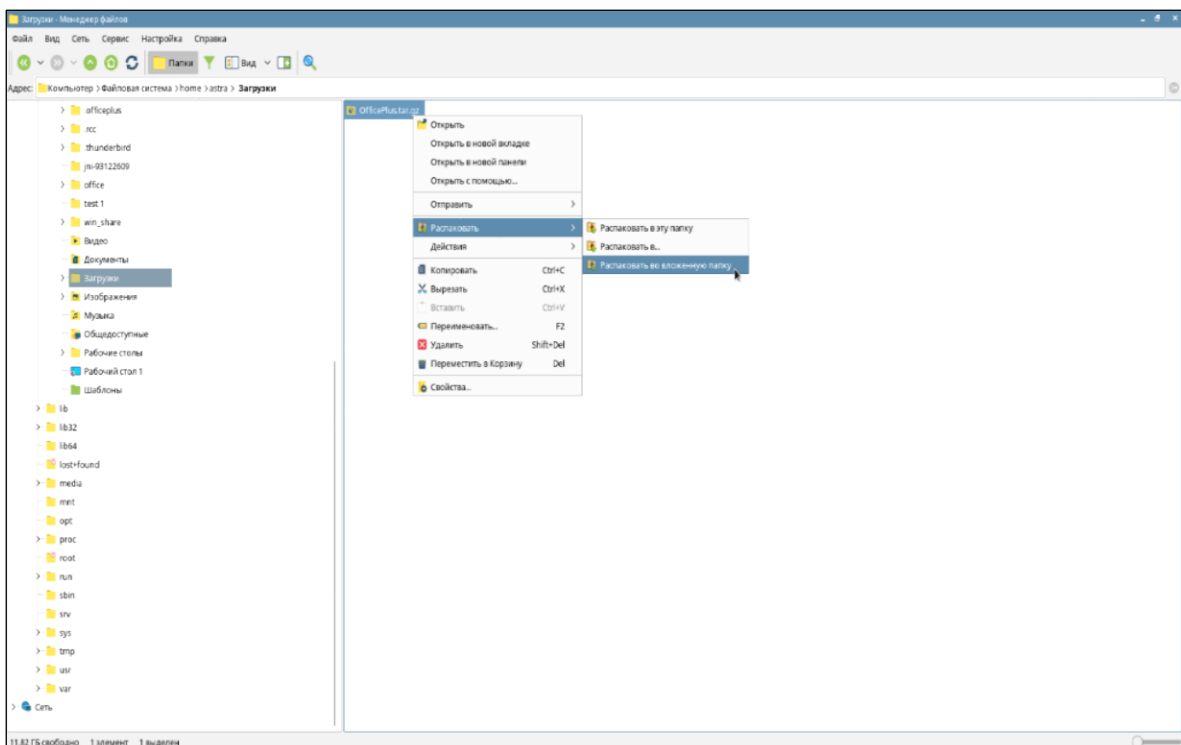 Загрузки - Менеджер файлов
Файл Вид Сеть Сервис Настройка Справка
Папки Вид
Адрес: Компьютер > Файловая система > home > astra > Загрузки
.officeplus
.rcc
.thunderbird
jni-93122609
office
test 1
win_share
Видео
Документы
Загрузки
Изображения
Музыка
Общедоступные
Рабочие столы
Рабочий стол 1
Шаблоны
lib
lib32
lib64
lost+found
media
mnt
opt
proc
root
run
sbin
srv
sys
tmp
usr
var
Сеть
OfficePlus.tar.gz
Открыть
Открыть в новой вкладке
Открыть в новой панели
Открыть с помощью...
Отправить
Распаковать
Действия
Копировать Ctrl+C
Вырезать Ctrl+X
Вставить Ctrl+V
Переименовать... F2
Удалить Shift+Del
Переместить в Корзину Del
Свойства...
Распаковать в эту папку
Распаковать в...
Распаковать во вложенную папку
11.82 ГБ свободно 1 элемент 1 выделен